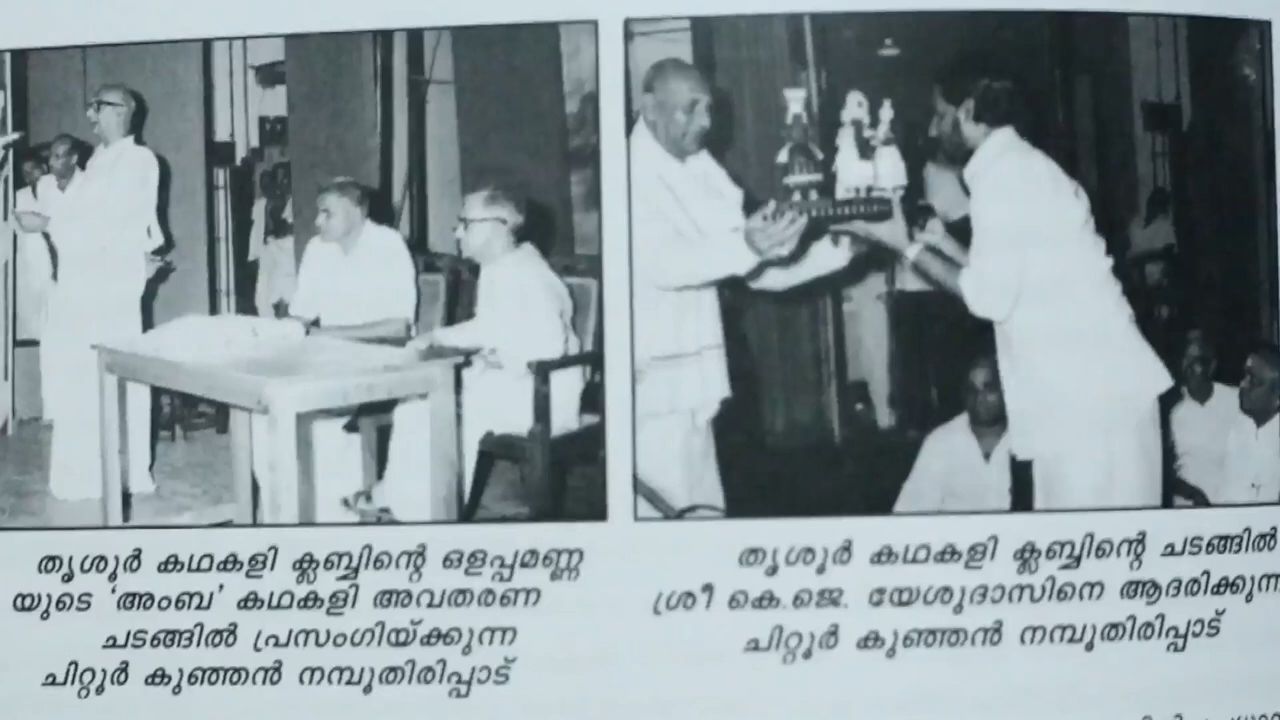 തൃശൂർ കഥകളി ക്ലബ്ബിന്റെ ഒളപ്പമണ്ണ
യുടെ 'അംബ' കഥകളി അവതരണ
ചടങ്ങിൽ പ്രസംഗിയ്ക്കുന്ന
ചിറ്റൂർ കുഞ്ഞൻ നമ്പൂതിരിപ്പാട്
തൃശൂർ കഥകളി ക്ലബ്ബിന്റെ ചടങ്ങിൽ
ശ്രീ കെ.ജെ. യേശുദാസിനെ ആദരിക്കുന്ന
ചിറ്റൂർ കുഞ്ഞൻ നമ്പൂതിരിപ്പാട്